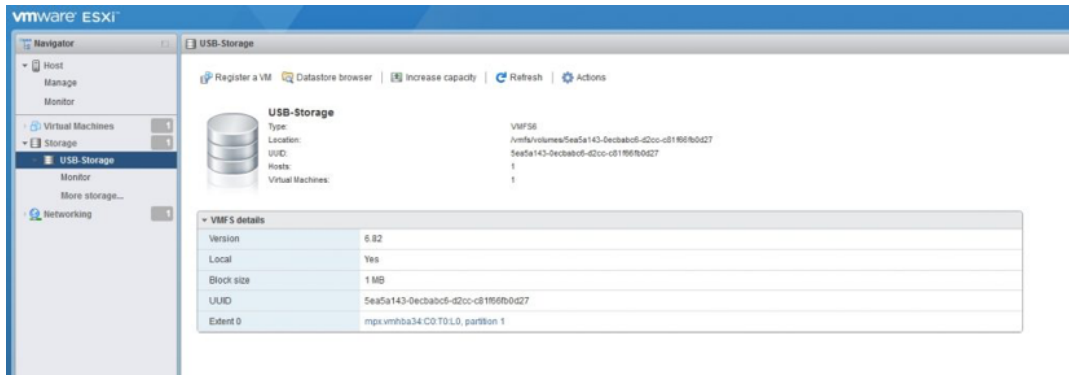 vmware ESXi™
Navigator
USB-Storage
Host
Manage
Monitor
Virtual Machines 1
Storage 1
USB-Storage
Monitor
More storage...
Networking 1
Register a VM Datastore browser Increase capacity Refresh Actions
USB-Storage
Type: VMFS6
Location: /vmfs/volumes/5ea5a143-0ecbabc6-d2cc-c81f66fb0d27
UUID: 5ea5a143-0ecbabc6-d2cc-c81f66fb0d27
Hosts: 1
Virtual Machines: 1
VMFS details
Version 6.82
Local Yes
Block size 1 MB
UUID 5ea5a143-0ecbabc6-d2cc-c81f66fb0d27
Extent 0 mpx.vmhba34:C0:T0:L0, partition 1